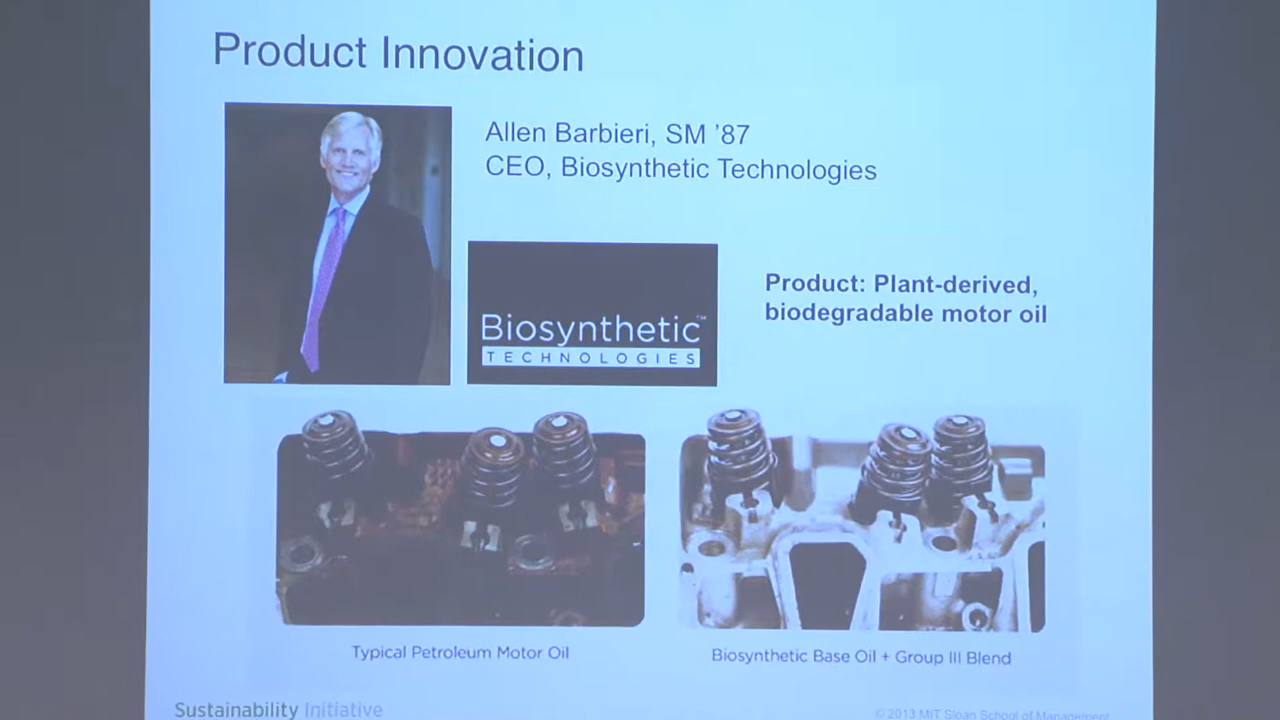 Product Innovation
Allen Barbieri, SM ’87
CEO, Biosynthetic Technologies
Biosynthetic™
TECHNOLOGIES
Product: Plant-derived,
biodegradable motor oil
Typical Petroleum Motor Oil
Biosynthetic Base Oil + Group III Blend
Sustainability Initiative
© 2013 MIT Sloan School of Management